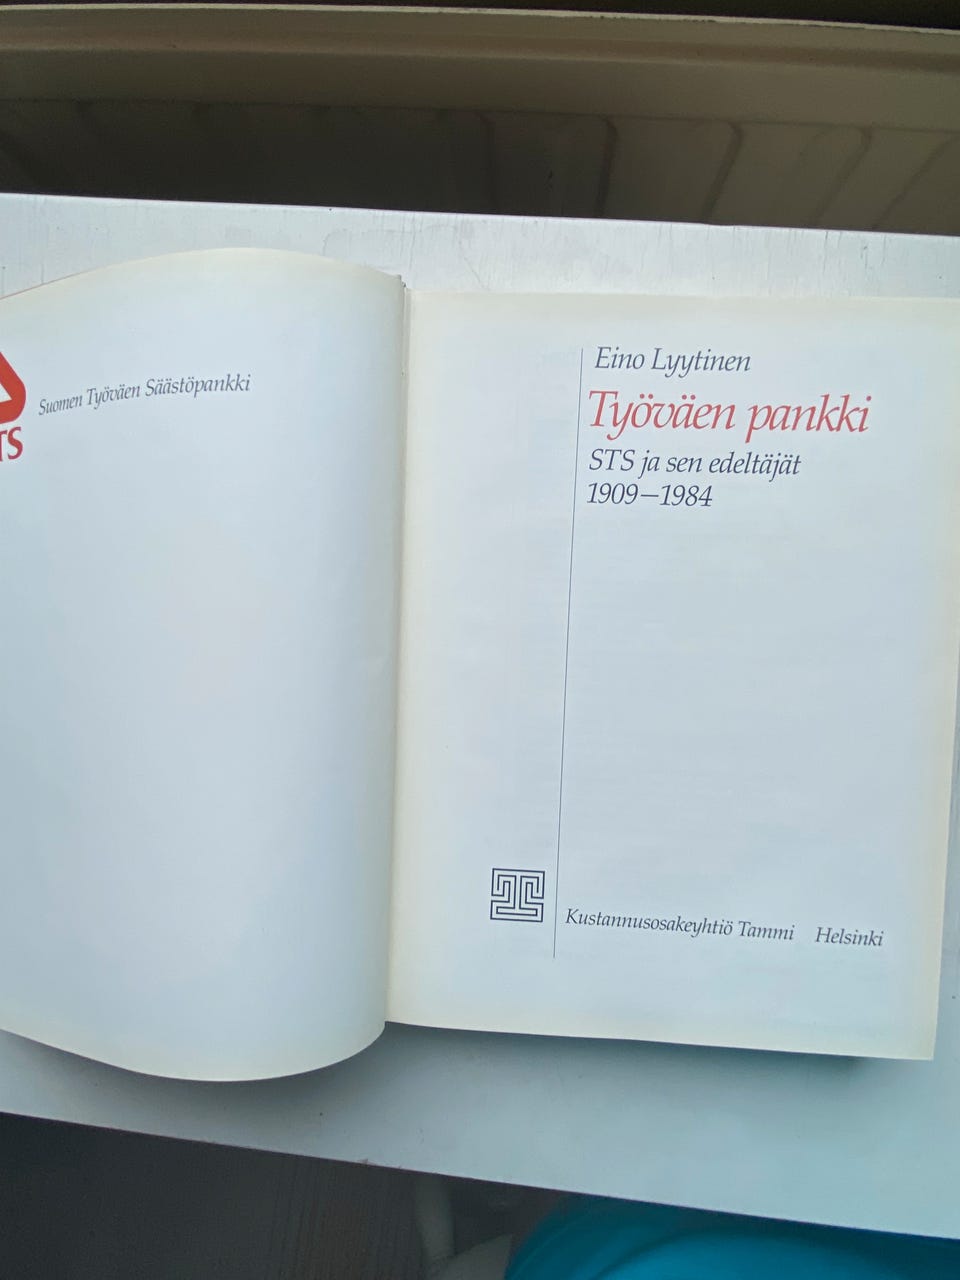 TS
Suomen Työväen Säästöpankki
Eino Lyytinen
Työväen pankki
STS ja sen edeltäjät
1909–1984
Kustannusosakeyhtiö Tammi Helsinki